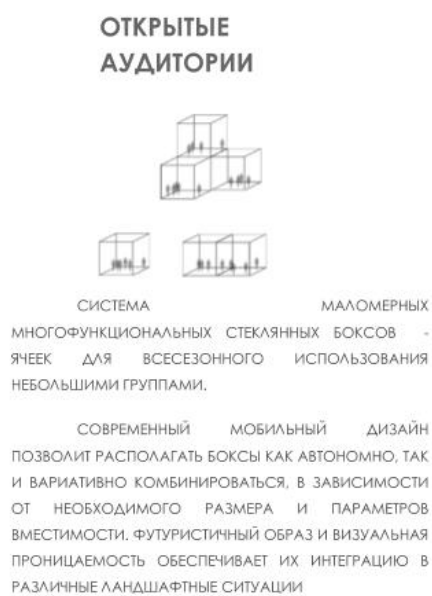 ОТКРЫТЫЕ
АУДИТОРИИ
СИСТЕМА МАЛОМЕРНЫХ
МНОГОФУНКЦИОНАЛЬНЫХ СТЕКЛЯННЫХ БОКСОВ -
ЯЧЕЕК ДЛЯ ВСЕСЕЗОННОГО ИСПОЛЬЗОВАНИЯ
НЕБОЛЬШИМИ ГРУППАМИ.
СОВРЕМЕННЫЙ МОБИЛЬНЫЙ ДИЗАЙН
ПОЗВОЛИТ РАСПОЛАГАТЬ БОКСЫ КАК АВТОНОМНО, ТАК
И ВАРИАТИВНО КОМБИНИРОВАТЬСЯ, В ЗАВИСИМОСТИ
ОТ НЕОБХОДИМОГО РАЗМЕРА И ПАРАМЕТРОВ
ВМЕСТИМОСТИ. ФУТУРИСТИЧНЫЙ ОБРАЗ И ВИЗУАЛЬНАЯ
ПРОНИЦАЕМОСТЬ ОБЕСПЕЧИВАЕТ ИХ ИНТЕГРАЦИЮ В
РАЗЛИЧНЫЕ ЛАНДШАФТНЫЕ СИТУАЦИИ